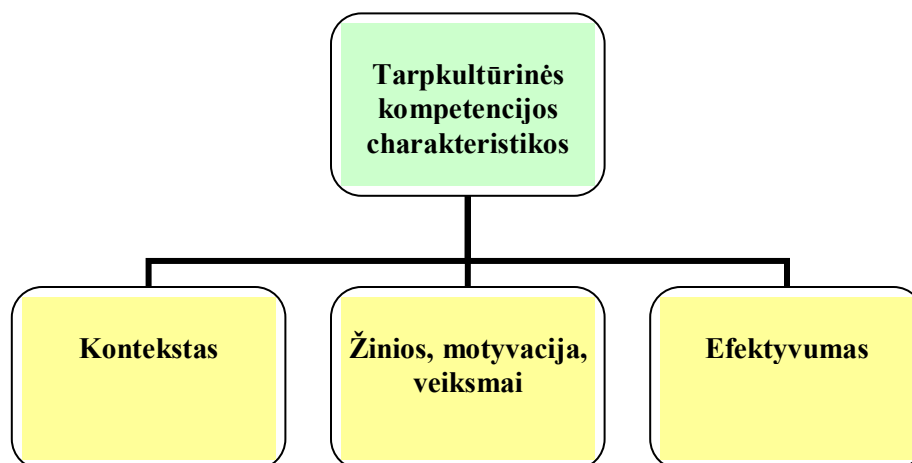 Tarpkultūrinės
kompetencijos
charakteristikos
Kontekstas
Žinios, motyvacija,
veiksmai
Efektyvumas